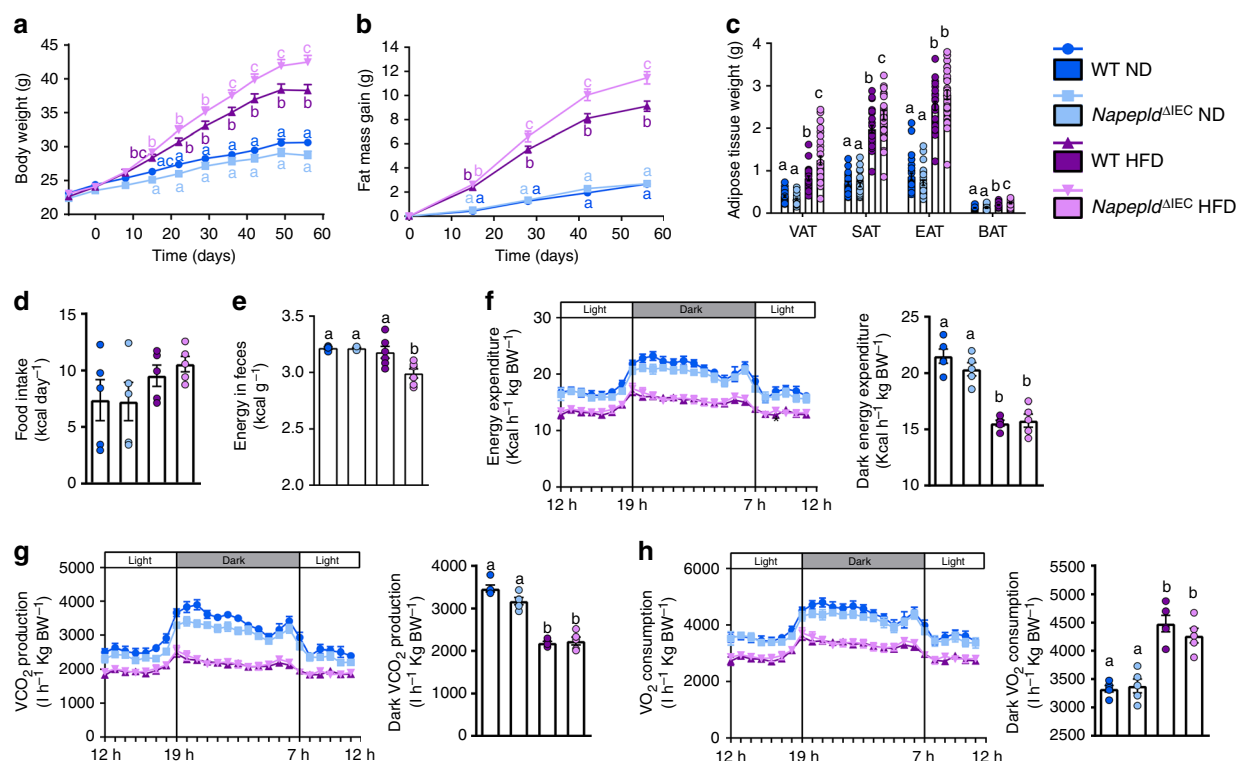 a
Body weight (g)
45
40
35
30
25
20
0 10 20 30 40 50 60
Time (days)
bc
b
b
b
b
b
b
b
b
c
c
c
c
ac
a
a
a
a
a
a
a
a
a
a
a
a
a
b
Fat mass gain (g)
14
12
10
8
6
4
2
0
0 10 20 30 40 50 60
Time (days)
b b
c
c
c
b
b
b
a a
a a
a
a
a
a
c
Adipose tissue weight (g)
4
3
2
1
0
a a b c
a a b c
a a b b
a a b c
VAT SAT EAT BAT
WT ND
Napepld^ΔIEC ND
WT HFD
Napepld^ΔIEC HFD
d
Food intake
(kcal day⁻¹)
15
10
5
0
e
Energy in feces
(kcal g⁻¹)
3.5
3.0
2.5
2.0
a a a b
f
Light Dark Light
Energy expenditure
(Kcal h⁻¹ kg BW⁻¹)
30
20
10
0
*
12 h 19 h 7 h 12 h
Dark energy expenditure
(Kcal h⁻¹ kg BW⁻¹)
25
20
15
10
a a b b
g
Light Dark Light
VCO₂ production
(l h⁻¹ Kg BW⁻¹)
5000
4000
3000
2000
1000
0
12 h 19 h 7 h 12 h
Dark VCO₂ production
(l h⁻¹ Kg BW⁻¹)
4000
3000
2000
1000
0
a a b b
h
Light Dark Light
VO₂ consumption
(l h⁻¹ Kg BW⁻¹)
6000
4000
2000
0
12 h 19 h 7 h 12 h
Dark VO₂ consumption
(l h⁻¹ Kg BW⁻¹)
5500
5000
4500
4000
3500
3000
2500
a a b b